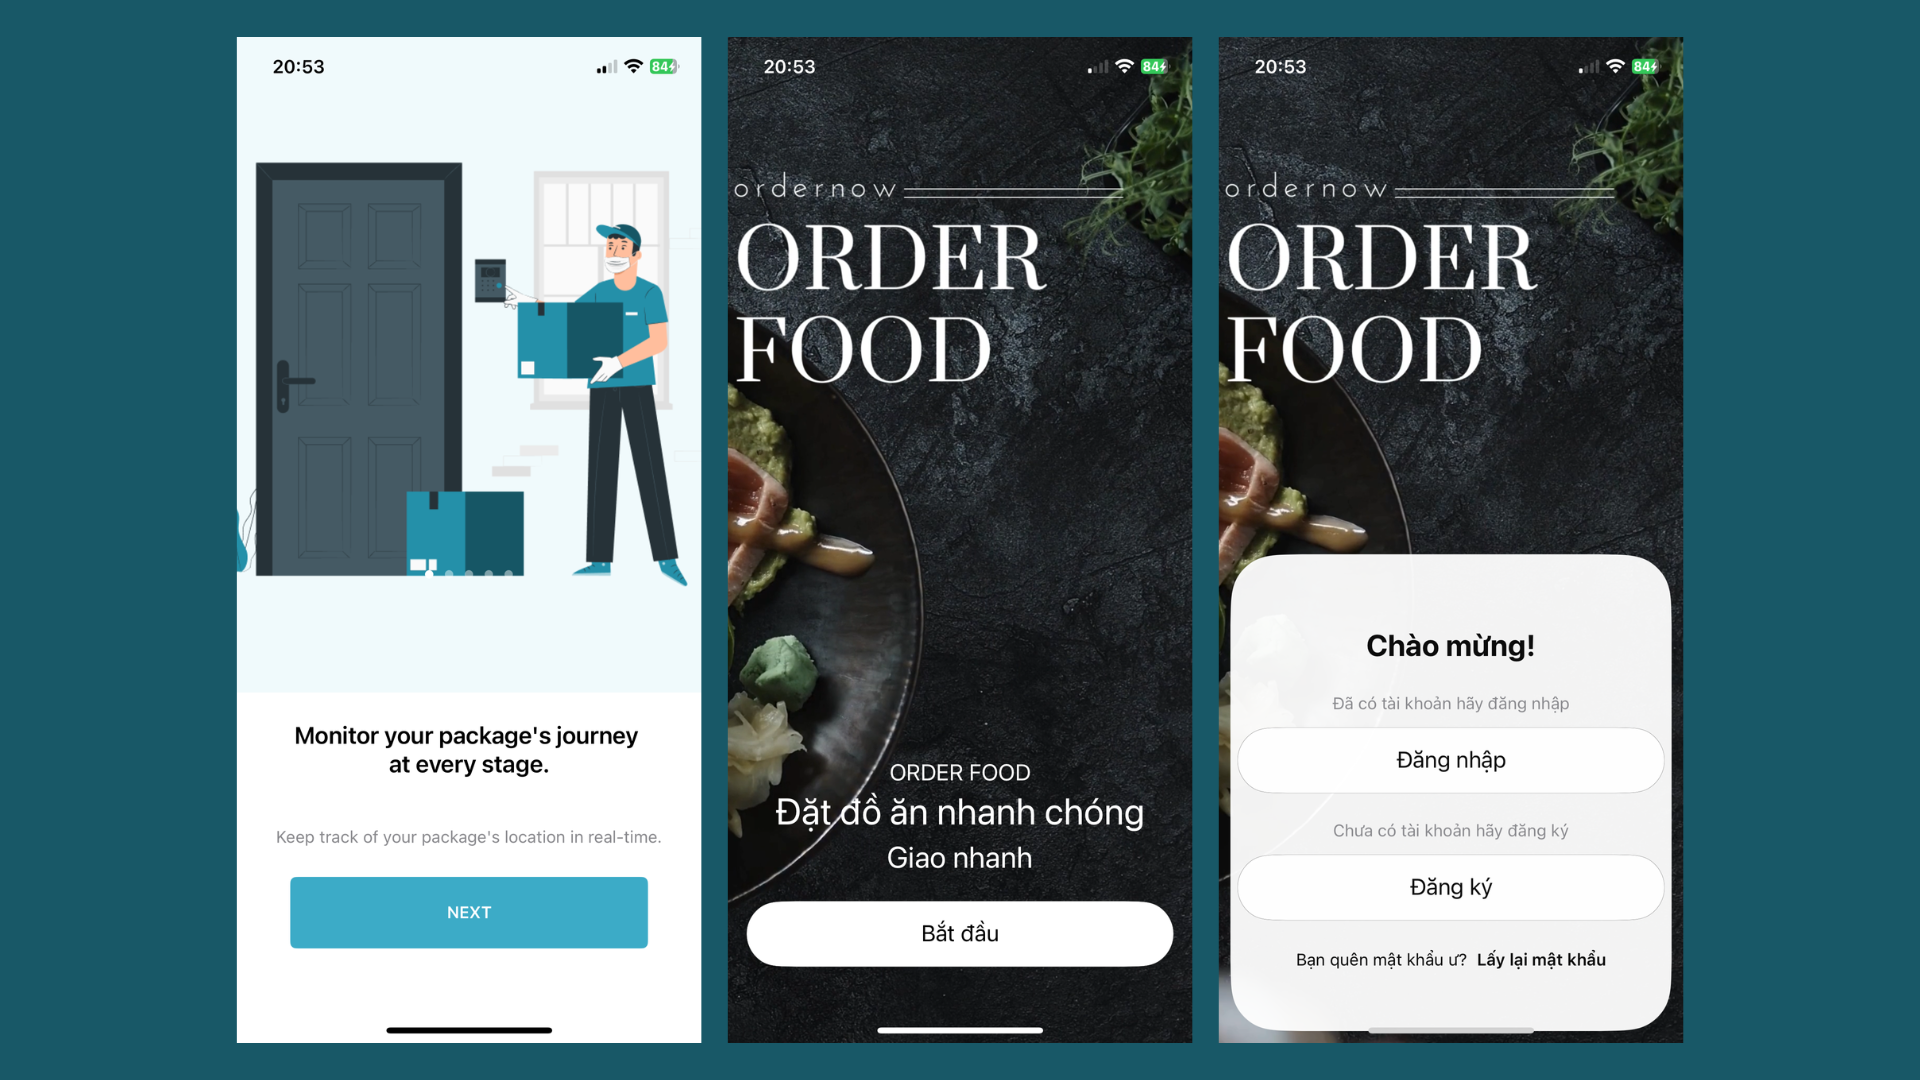 20:53
84
Monitor your package's journey
at every stage.
Keep track of your package's location in real-time.
NEXT
20:53
84
ordernow
ORDER
FOOD
ORDER FOOD
Đặt đồ ăn nhanh chóng
Giao nhanh
Bắt đầu
20:53
84
ordernow
ORDER
FOOD
Chào mừng!
Đã có tài khoản hãy đăng nhập
Đăng nhập
Chưa có tài khoản hãy đăng ký
Đăng ký
Bạn quên mật khẩu ư? Lấy lại mật khẩu